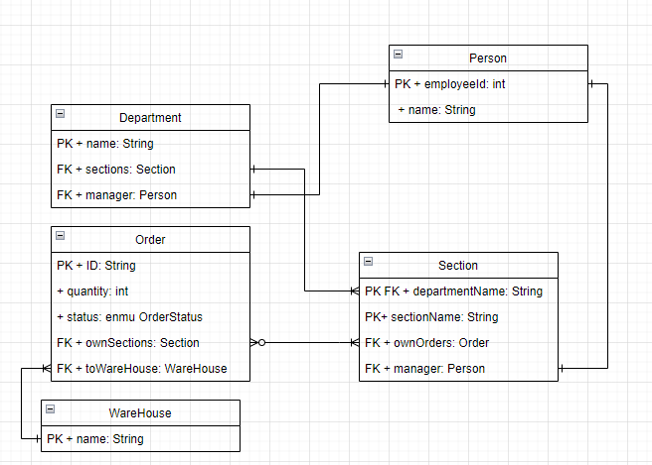 Person
PK + employeeId: int
+ name: String
Department
PK + name: String
FK + sections: Section
FK + manager: Person
Order
PK + ID: String
+ quantity: int
+ status: enmu OrderStatus
FK + ownSections: Section
FK + toWareHouse: WareHouse
Section
PK FK + departmentName: String
PK+ sectionName: String
FK + ownOrders: Order
FK + manager: Person
WareHouse
PK + name: String